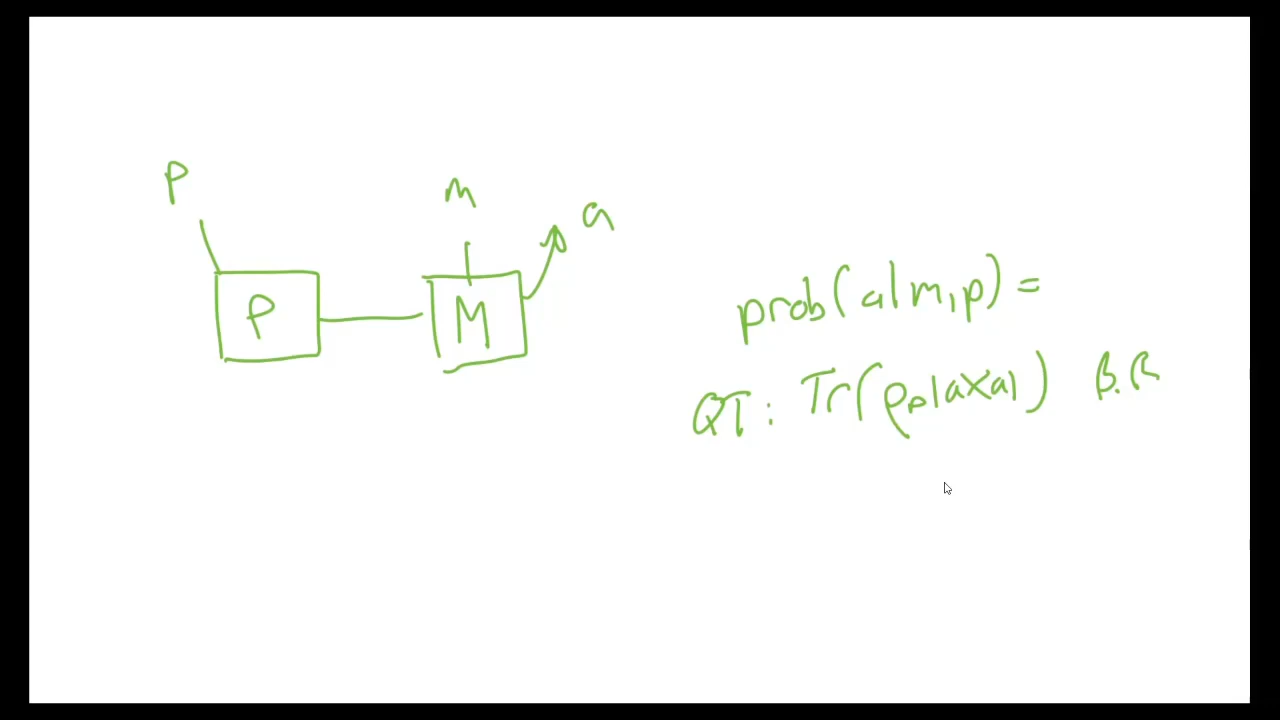 P
m
a
P
M
prob(a|m,p) =
QT: Tr(ρₚ|a⟩⟨a|) B.R